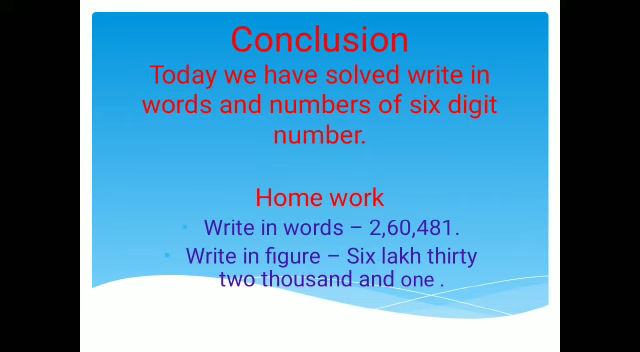 Conclusion
Today we have solved write in
words and numbers of six digit
number.
Home work
Write in words – 2,60,481.
Write in figure – Six lakh thirty
two thousand and one .